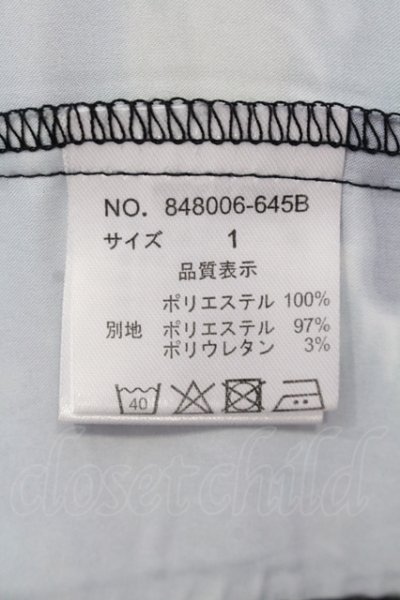 NO. 848006-645B
サイズ 1
品質表示
ポリエステル 100%
別地 ポリエステル 97%
ポリウレタン 3%
40
closet child